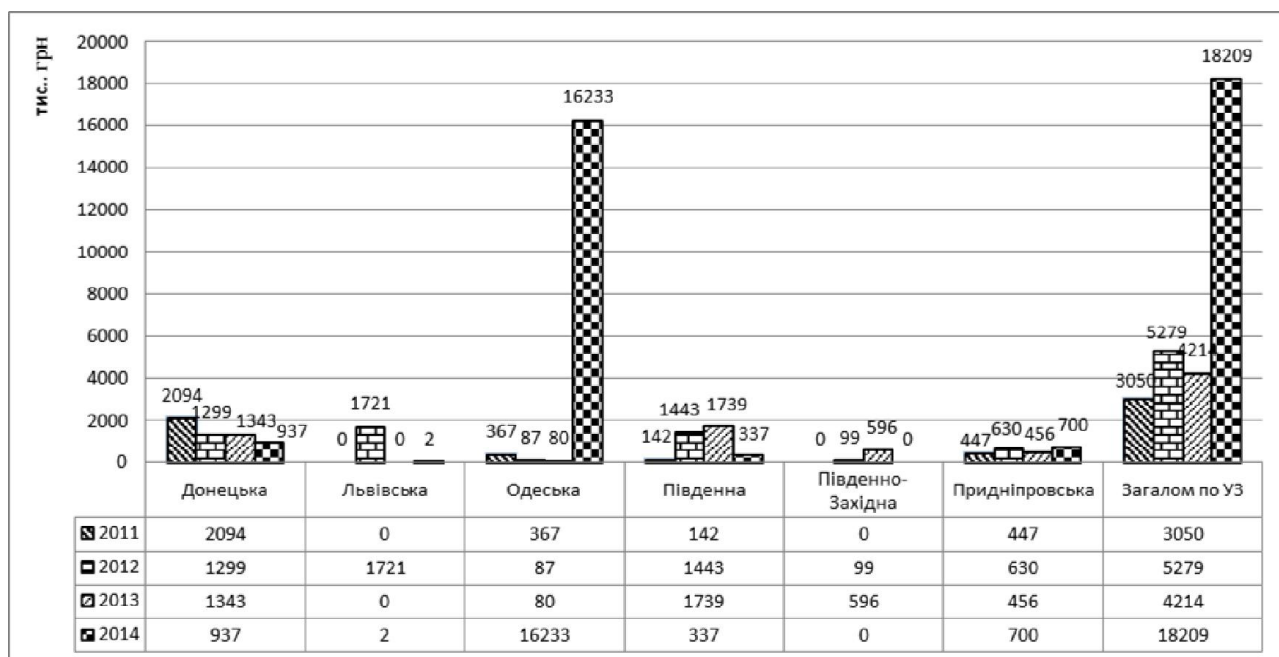 тис.. грн
20000
18000
16000
14000
12000
10000
8000
6000
4000
2000
0
2094 1299 1343 937
0 1721 0 2
367 87 80 16233
142 1443 1739 337
0 99 596 0
447 630 456 700
3050 5279 4214 18209
Донецька Львівська Одеська Південна Південно-Західна Придніпровська Загалом по УЗ
2011 2094 0 367 142 0 447 3050
2012 1299 1721 87 1443 99 630 5279
2013 1343 0 80 1739 596 456 4214
2014 937 2 16233 337 0 700 18209